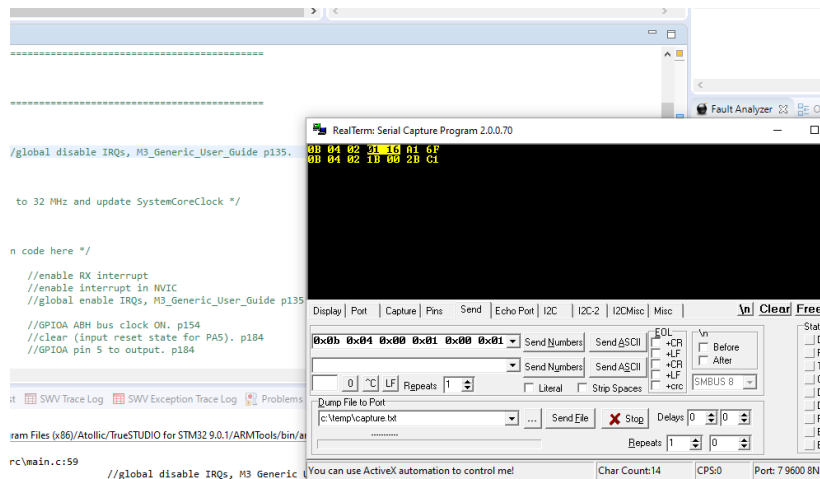 ============================================
============================================
Fault Analyzer
/global disable IRQs, M3_Generic_User_Guide p135.
to 32 MHz and update SystemCoreClock */
n code here */
//enable RX interrupt
//enable interrupt in NVIC
//global enable IRQs, M3_Generic_User_Guide p135
//GPIOA ABH bus clock ON. p154
//clear (input reset state for PA5). p184
//GPIOA pin 5 to output. p184
SWV Trace Log SWV Exception Trace Log Problems
ram Files (x86)/Atollic/TrueSTUDIO for STM32 9.0.1/ARMTools/bin/ar
rc\main.c:59
//global disable IRQs, M3 Generic U
RealTerm: Serial Capture Program 2.0.0.70
0B 04 02 01 16 A1 6F
0B 04 02 1B 00 2B C1
Display Port Capture Pins Send Echo Port I2C I2C-2 I2CMisc Misc \n Clear Free
0x0b 0x04 0x00 0x01 0x00 0x01 Send Numbers Send ASCII
Send Numbers Send ASCII
EOL
+CR
+LF
+CR
+LF
+crc
\n
Before
After
SMBUS 8
0 ^C LF Repeats 1
Literal Strip Spaces
Dump File to Port
c:\temp\capture.txt ... Send File Stop Delays 0 0
Repeats 1 0
You can use ActiveX automation to control me! Char Count:14 CPS:0 Port: 7 9600 8N